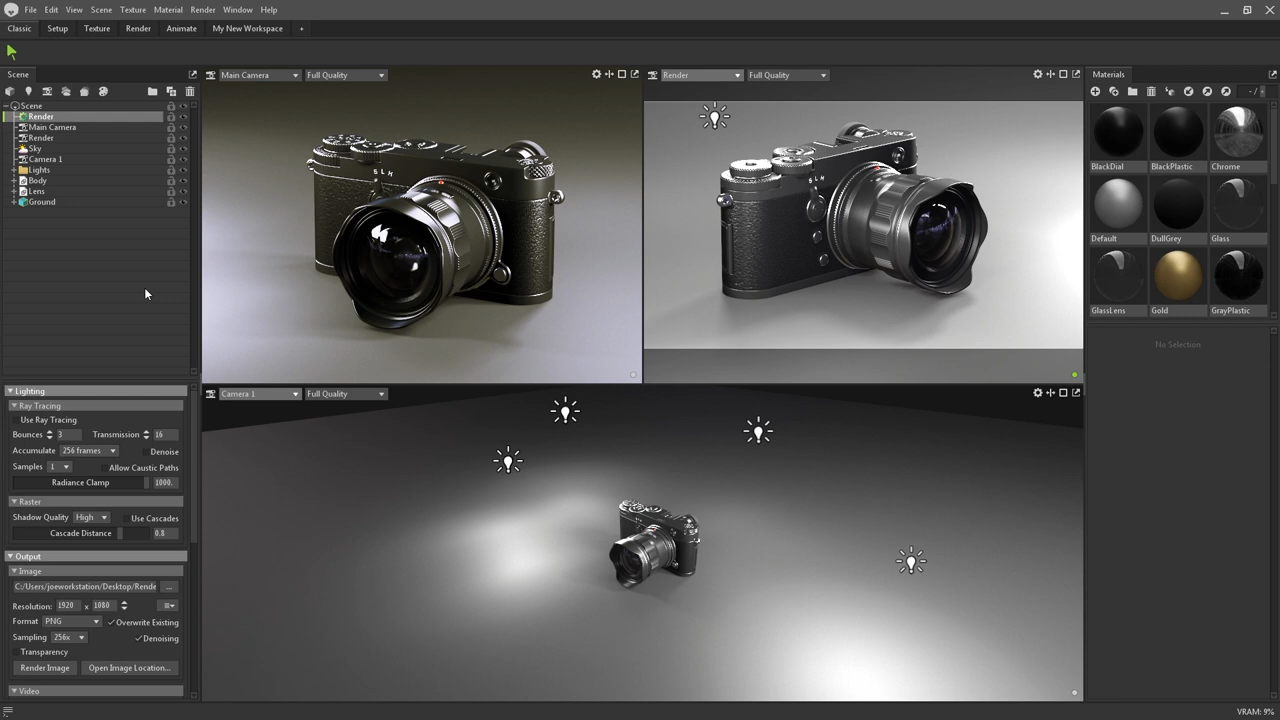 File Edit View Scene Texture Material Render Window Help
Classic Setup Texture Render Animate My New Workspace +
Scene
Main Camera Full Quality
Render Full Quality
Materials
- /
Scene
Render
Main Camera
Render
Sky
Camera 1
Lights
Body
Lens
Ground
S L H
S L H
BlackDial BlackPlastic Chrome
Default DullGrey Glass
GlassLens Gold GrayPlastic
No Selection
Camera 1 Full Quality
Lighting
Ray Tracing
Use Ray Tracing
Bounces 3 Transmission 16
Accumulate 256 frames Denoise
Samples 1 Allow Caustic Paths
Radiance Clamp 1000.
Raster
Shadow Quality High Use Cascades
Cascade Distance 0.8
Output
Image
C:/Users/joeworkstation/Desktop/Rende ...
Resolution: 1920 x 1080
Format PNG Overwrite Existing
Sampling 256x Denoising
Transparency
Render Image Open Image Location...
Video
VRAM: 9%